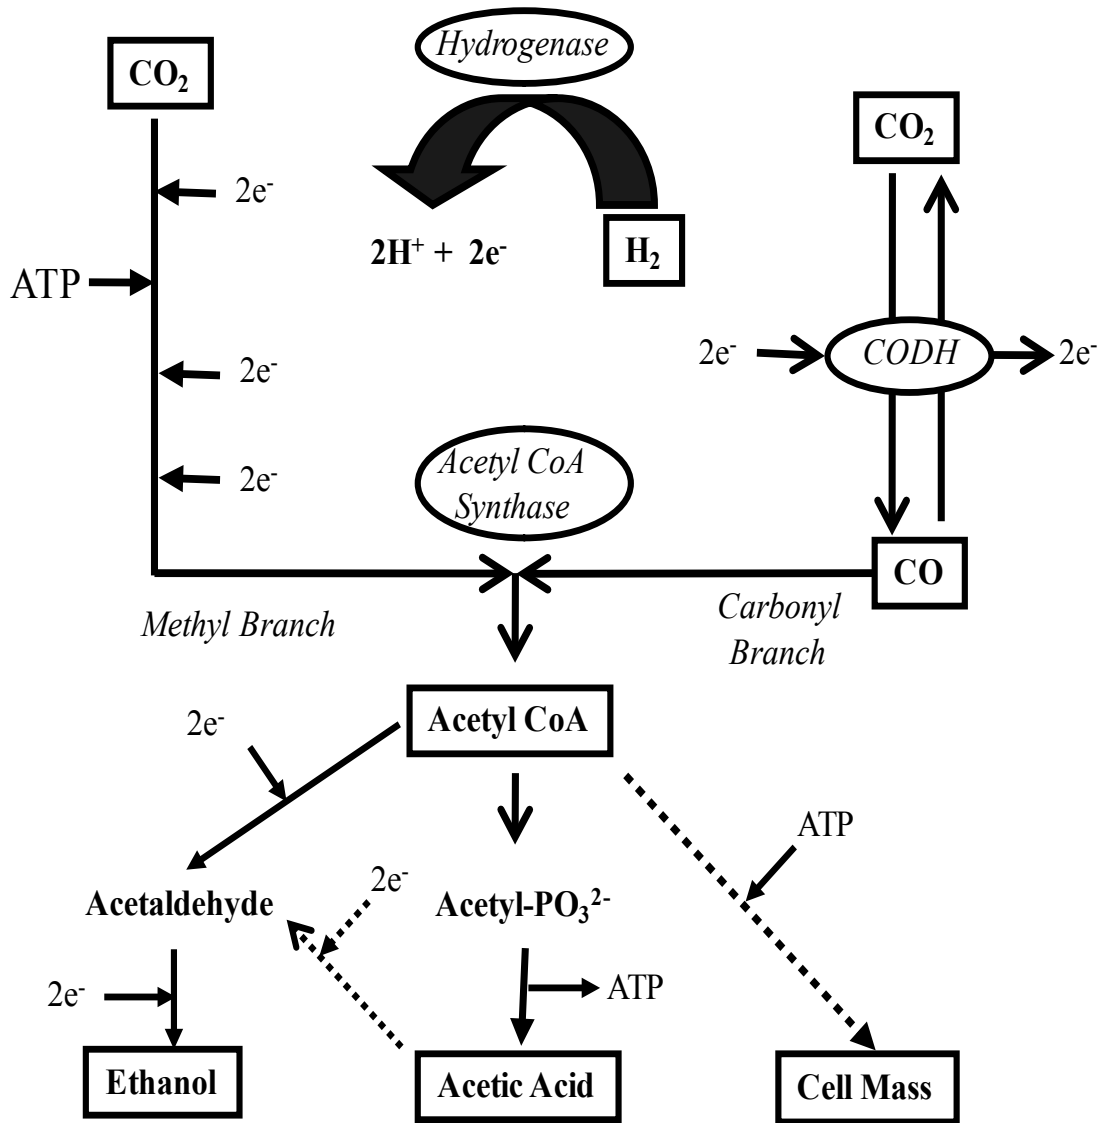 Hydrogenase
CO₂
CO₂
2e⁻
2H⁺ + 2e⁻
H₂
ATP
2e⁻
CODH
2e⁻
2e⁻
2e⁻
Acetyl CoA
Synthase
CO
Methyl Branch
Carbonyl
Branch
Acetyl CoA
2e⁻
ATP
2e⁻
Acetaldehyde
Acetyl-PO₃²⁻
2e⁻
ATP
Ethanol
Acetic Acid
Cell Mass